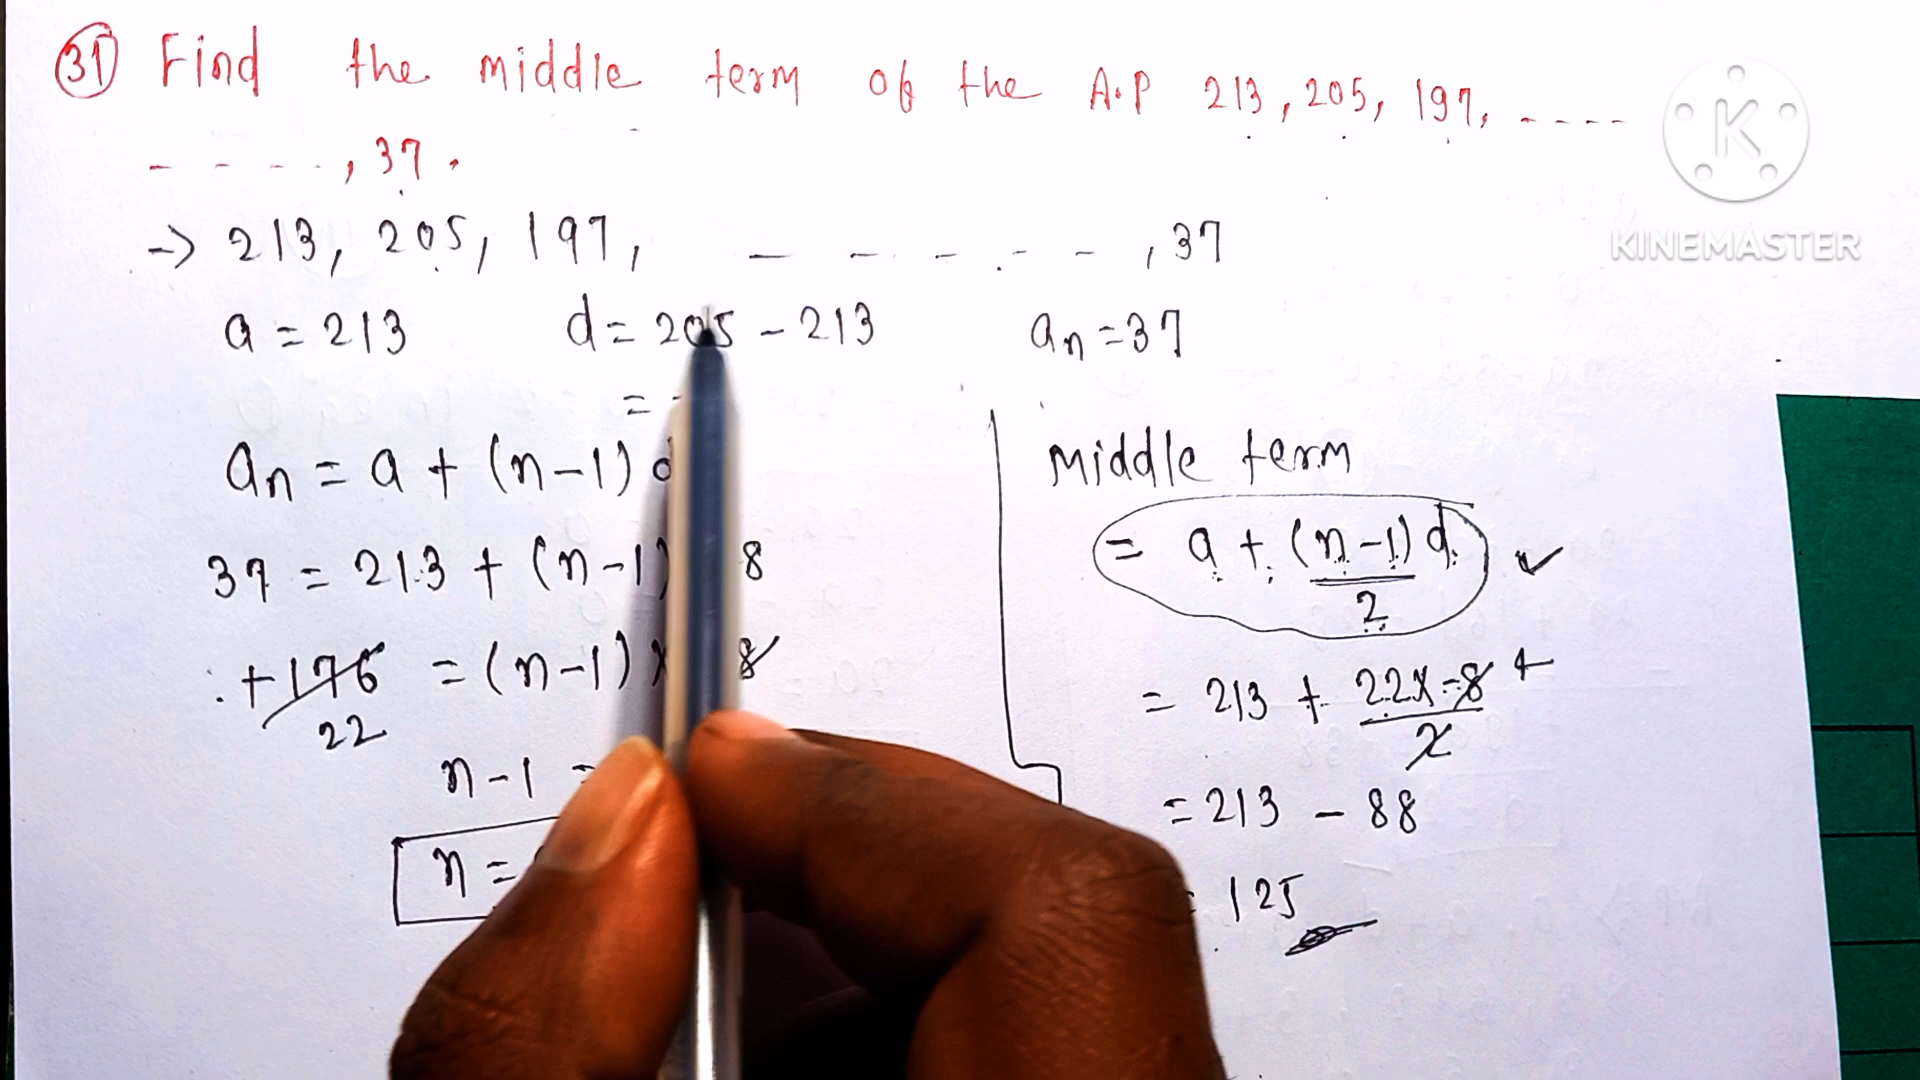 31 Find the middle term of the A.P 213, 205, 197, ----
- - - - , 37.
-> 213, 205, 197, - - - - - , 37
a = 213 d = 205 - 213 an = 37
= -
an = a + (n-1) d
37 = 213 + (n-1) 8
+176 = (n-1) x 8
22
n-1 =
n =
Middle term
= a + (n-1)d
2
= 213 + 22x-8 4
2
= 213 - 88
= 125
K
KINEMASTER